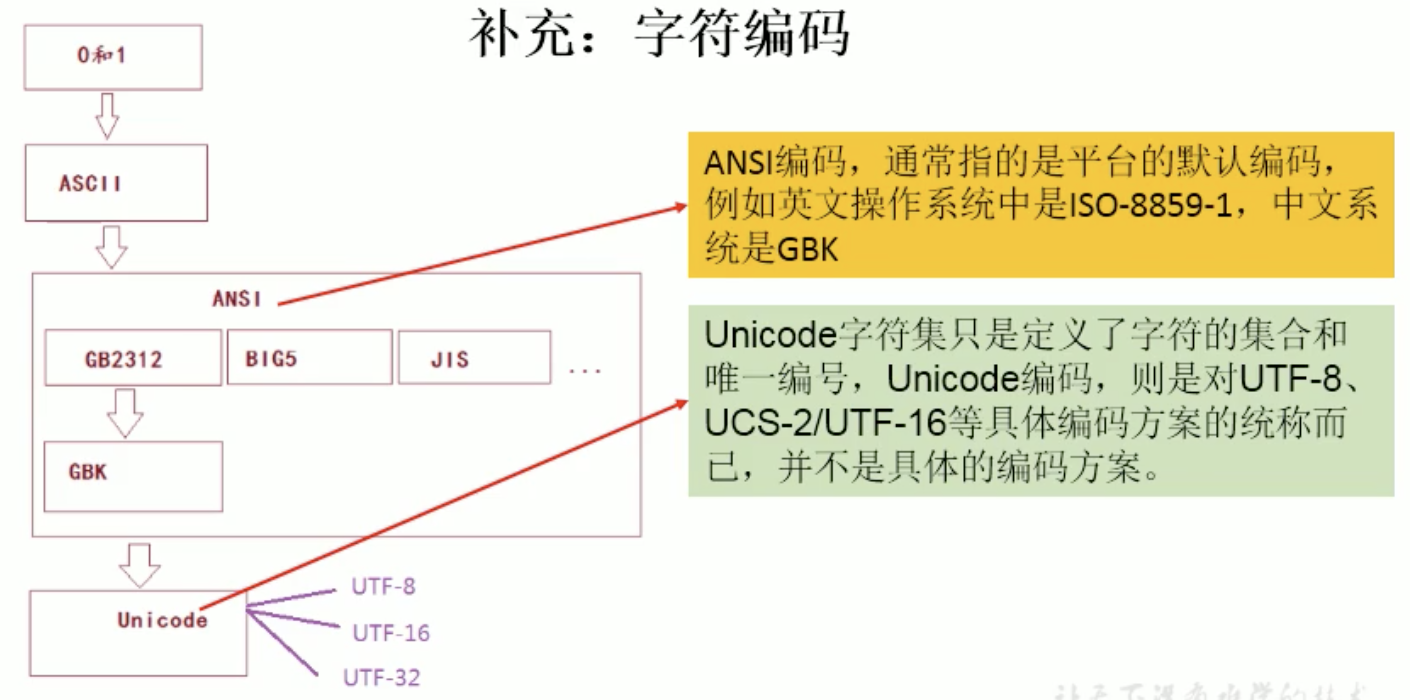 补充：字符编码
0和1
ASCII
ANSI
GB2312
BIG5
JIS
...
GBK
Unicode
UTF-8
UTF-16
UTF-32
ANSI编码，通常指的是平台的默认编码，
例如英文操作系统中是ISO-8859-1，中文系
统是GBK
Unicode字符集只是定义了字符的集合和
唯一编号，Unicode编码，则是对UTF-8、
UCS-2/UTF-16等具体编码方案的统称而
已，并不是具体的编码方案。